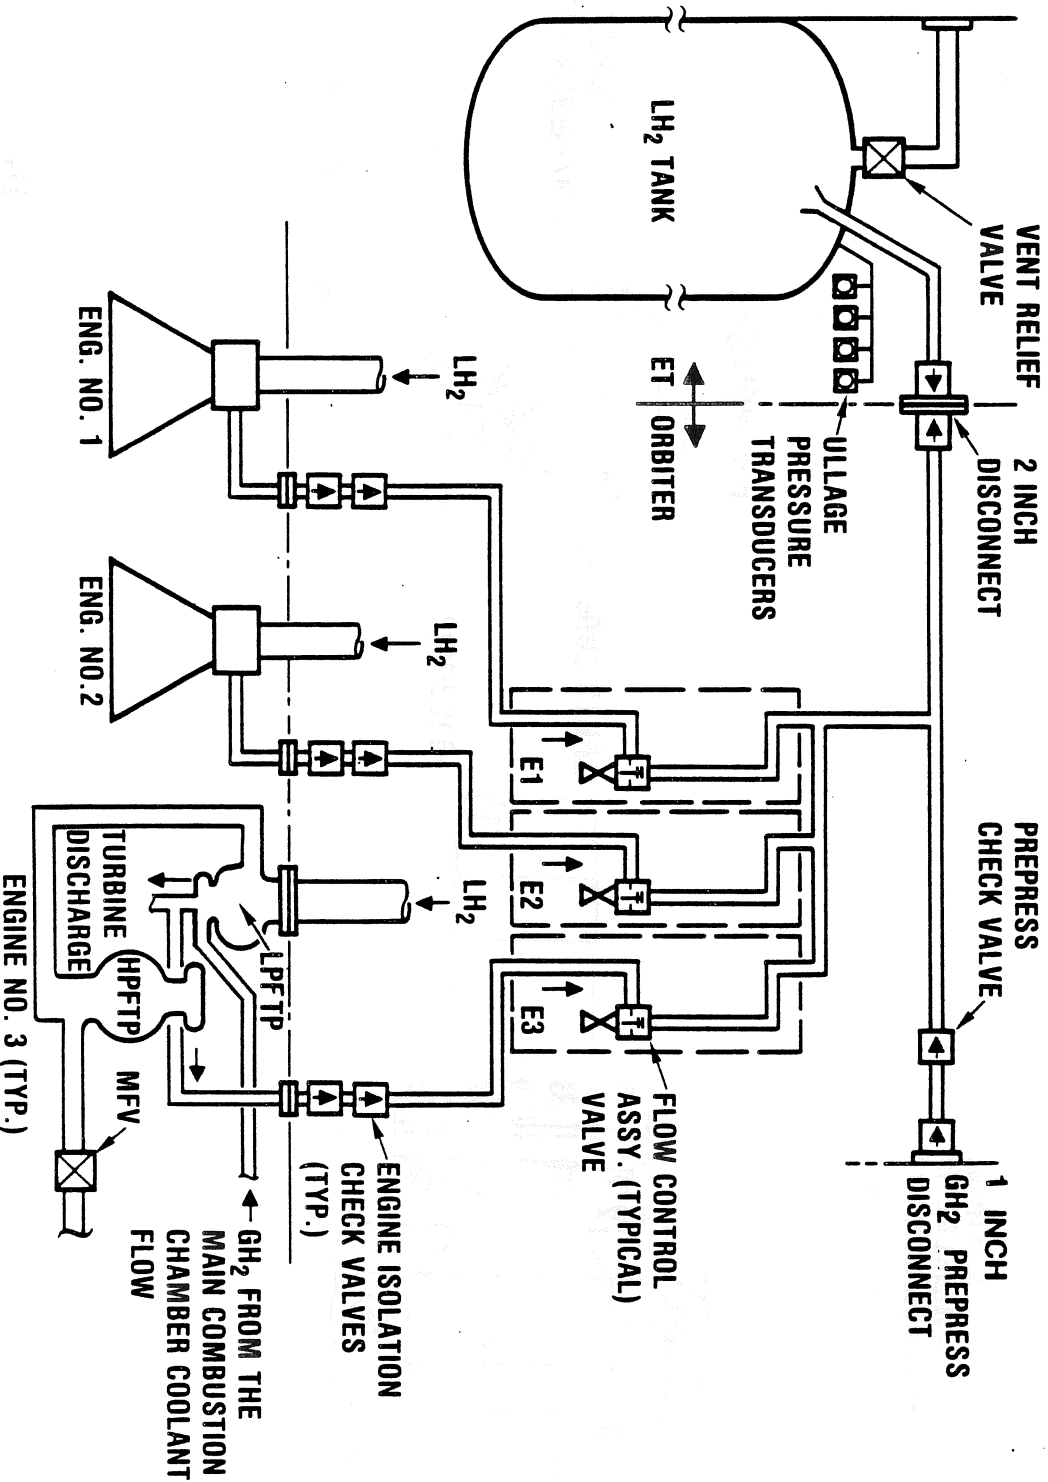 VENT RELIEF
VALVE
2 INCH
DISCONNECT
PREPRESS
CHECK VALVE
1 INCH
GH2 PREPRESS
DISCONNECT
LH2 TANK
ULLAGE
PRESSURE
TRANSDUCERS
ET
ORBITER
E1
E2
E3
FLOW CONTROL
ASSY. (TYPICAL)
VALVE
LH2
LH2
LH2
ENGINE ISOLATION
CHECK VALVES
(TYP.)
GH2 FROM THE
MAIN COMBUSTION
CHAMBER COOLANT
FLOW
LPFTP
TURBINE
DISCHARGE
HPFTP
MFV
ENG. NO. 1
ENG. NO.2
ENGINE NO. 3 (TYP.)